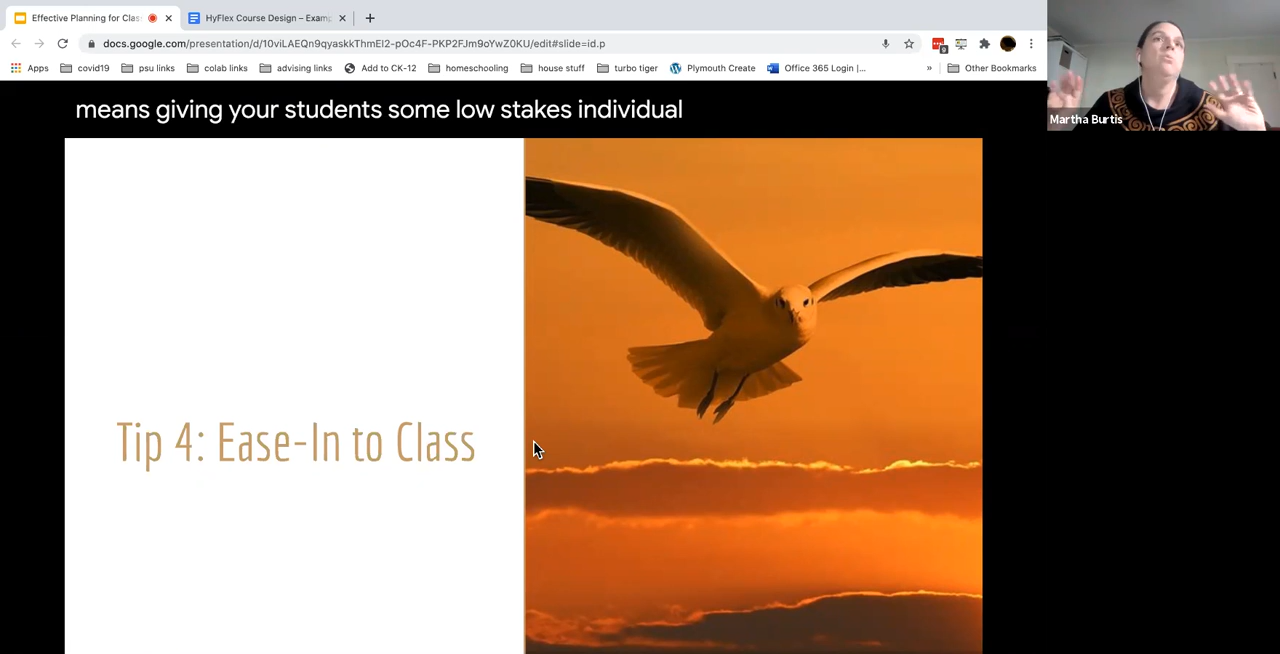 Effective Planning for Clas
HyFlex Course Design – Examp
docs.google.com/presentation/d/10viLAEQn9qyaskkThmEl2-pOc4F-PKP2FJm9oYwZ0KU/edit#slide=id.p
9
Apps covid19 psu links colab links advising links Add to CK-12 homeschooling house stuff turbo tiger Plymouth Create Office 365 Login |... » Other Bookmarks
Martha Burtis
means giving your students some low stakes individual
Tip 4: Ease-In to Class